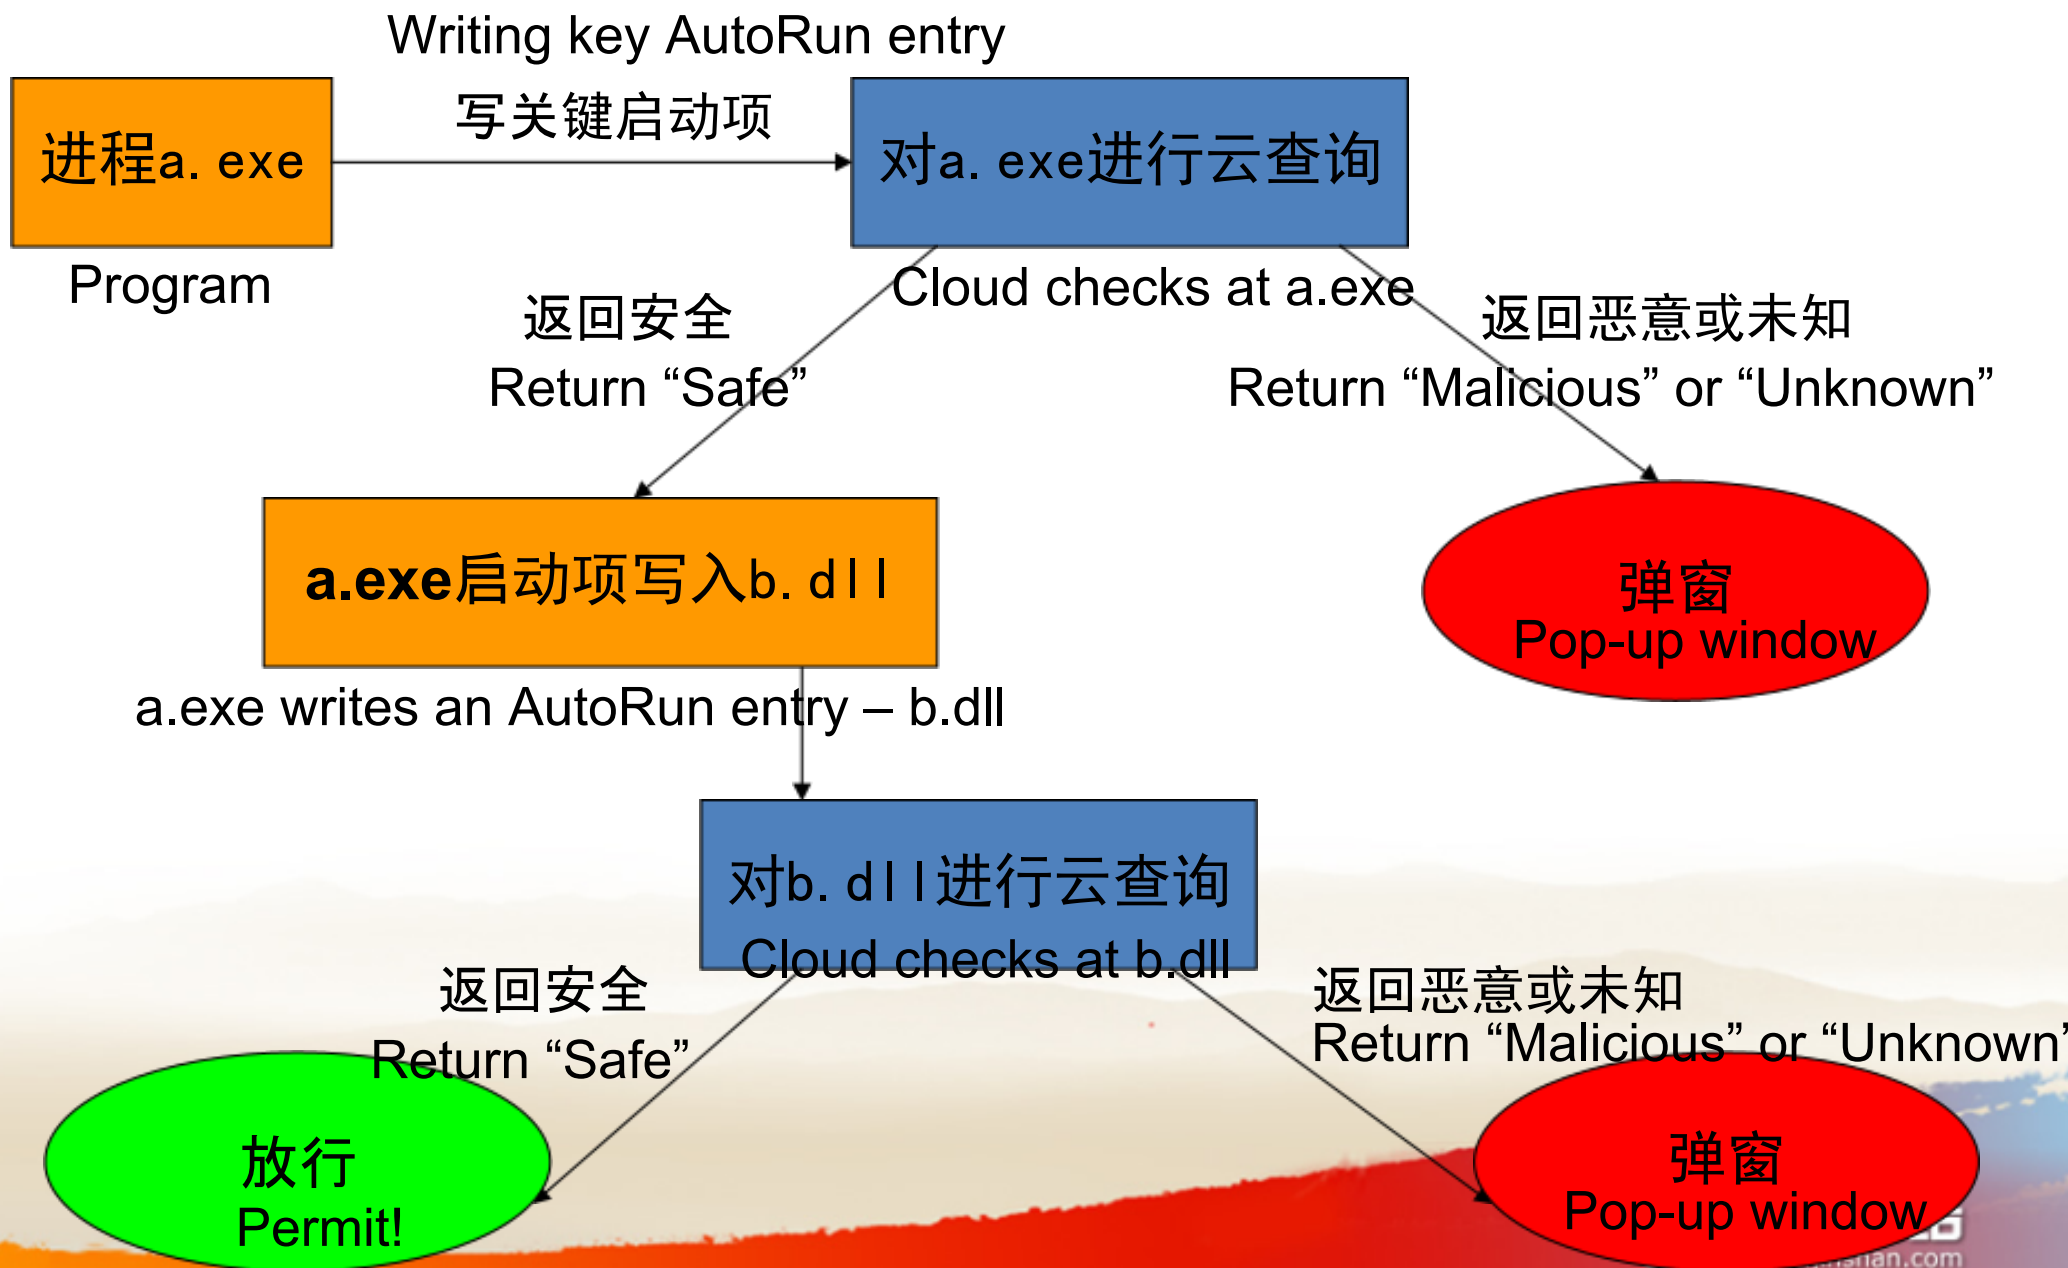 Writing key AutoRun entry
写关键启动项
进程a.exe
对a.exe进行云查询
Program
Cloud checks at a.exe
返回安全
Return “Safe”
返回恶意或未知
Return “Malicious” or “Unknown”
a.exe启动项写入b.dll
弹窗
Pop-up window
a.exe writes an AutoRun entry – b.dll
对b.dll进行云查询
Cloud checks at b.dll
返回安全
Return “Safe”
返回恶意或未知
Return “Malicious” or “Unknown”
放行
Permit!
弹窗
Pop-up window